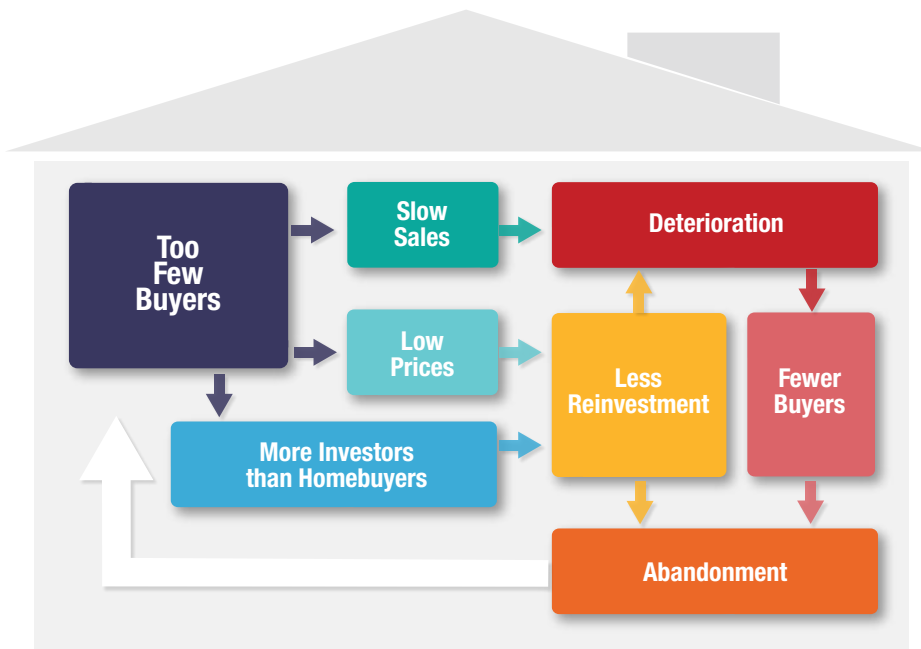 Too
Few
Buyers
Slow
Sales
Deterioration
Low
Prices
Less
Reinvestment
Fewer
Buyers
More Investors
than Homebuyers
Abandonment